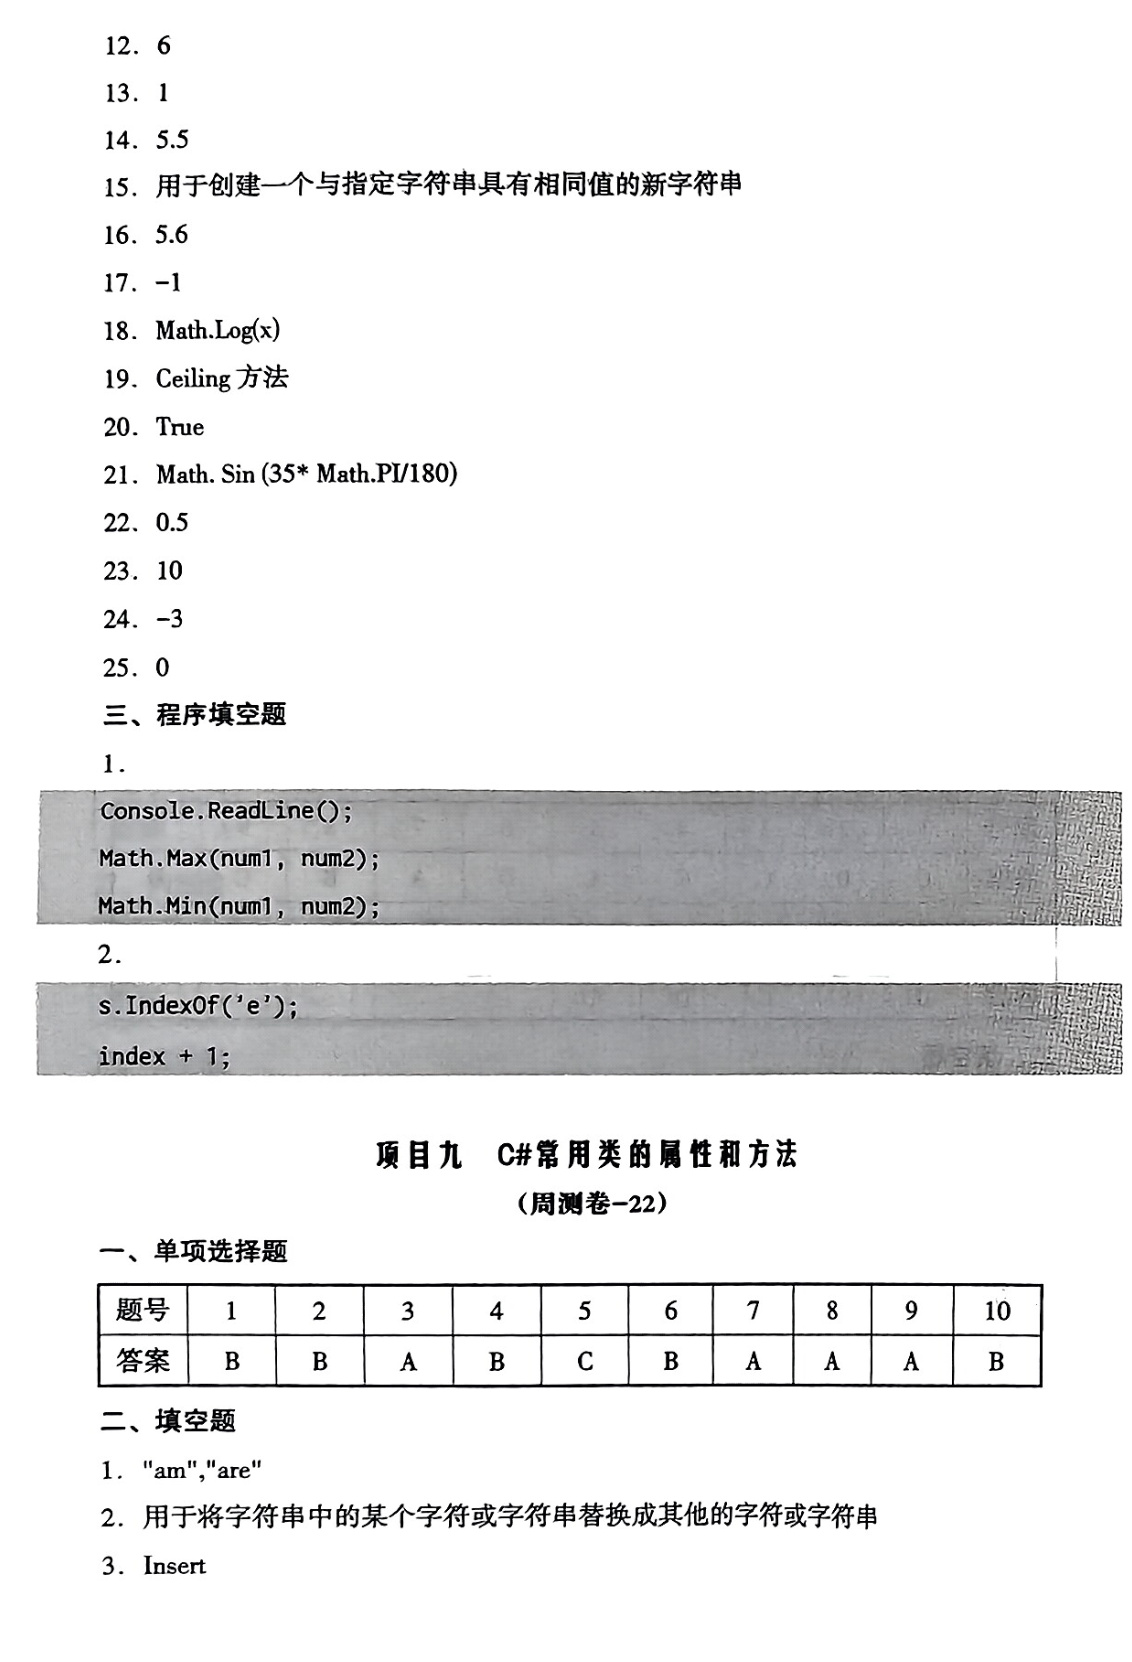 12. 6
13. 1
14. 5.5
15. 用于创建一个与指定字符串具有相同值的新字符串
16. 5.6
17. -1
18. Math.Log(x)
19. Ceiling 方法
20. True
21. Math. Sin (35* Math.PI/180)
22. 0.5
23. 10
24. -3
25. 0
三、程序填空题
1.
Console.ReadLine();
Math.Max(num1, num2);
Math.Min(num1, num2);
2.
s.IndexOf('e');
index + 1;
项目九 C#常用类的属性和方法
（周测卷-22）
一、单项选择题
题号 1 2 3 4 5 6 7 8 9 10
答案 B B A B C B A A A B
二、填空题
1. "am","are"
2. 用于将字符串中的某个字符或字符串替换成其他的字符或字符串
3. Insert